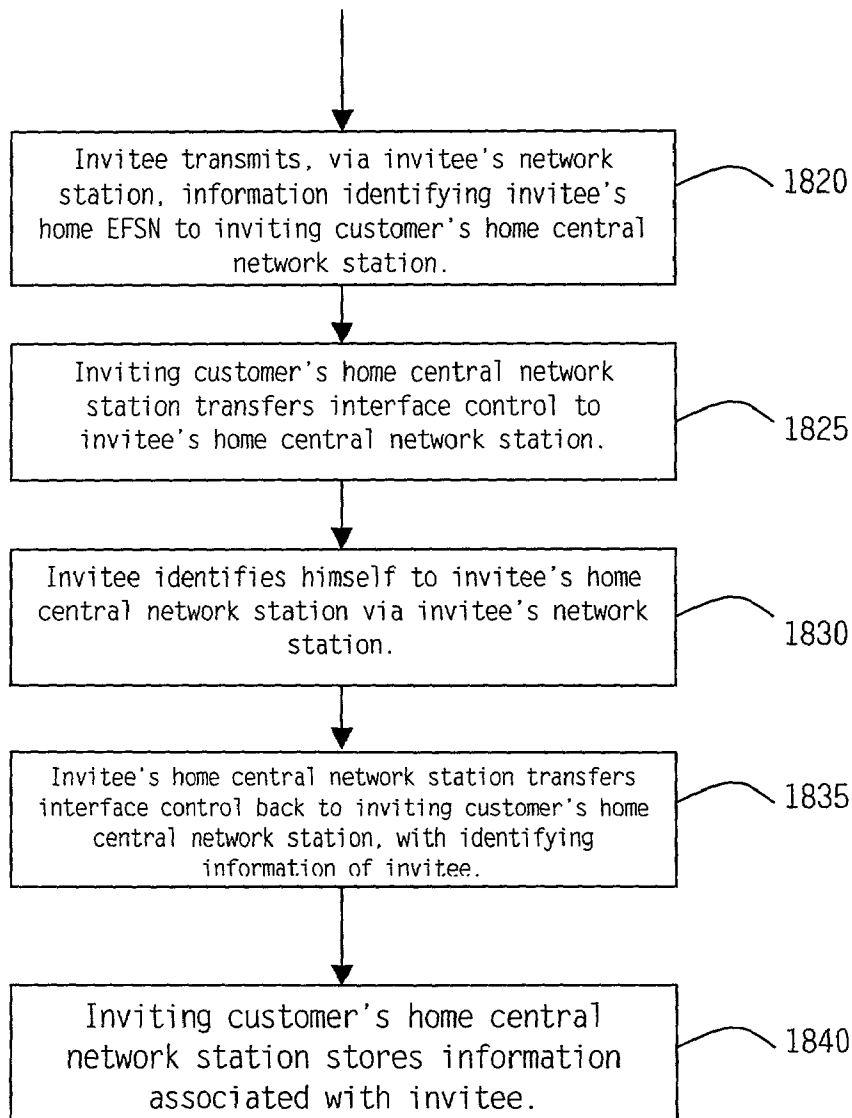 Invitee transmits, via invitee's network
station, information identifying invitee's
home EFSN to inviting customer's home central
network station.
1820
Inviting customer's home central network
station transfers interface control to
invitee's home central network station.
1825
Invitee identifies himself to invitee's home
central network station via invitee's network
station.
1830
Invitee's home central network station transfers
interface control back to inviting customer's home
central network station, with identifying
information of invitee.
1835
Inviting customer's home central
network station stores information
associated with invitee.
1840